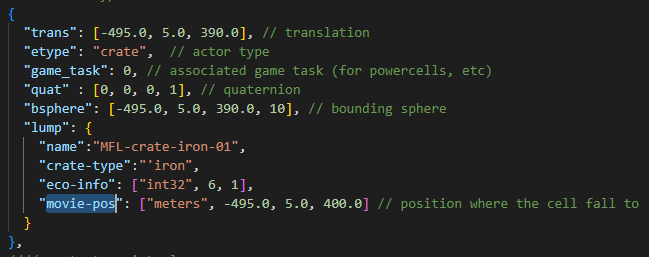 {
"trans": [-495.0, 5.0, 390.0], // translation
"etype": "crate",  // actor type
"game_task": 0, // associated game task (for powercells, etc)
"quat" : [0, 0, 0, 1], // quaternion
"bsphere": [-495.0, 5.0, 390.0, 10], // bounding sphere
"lump": {
"name":"MFL-crate-iron-01",
"crate-type":"'iron",
"eco-info": ["int32", 6, 1],
"movie-pos": ["meters", -495.0, 5.0, 400.0] // position where the cell fall to
}
},